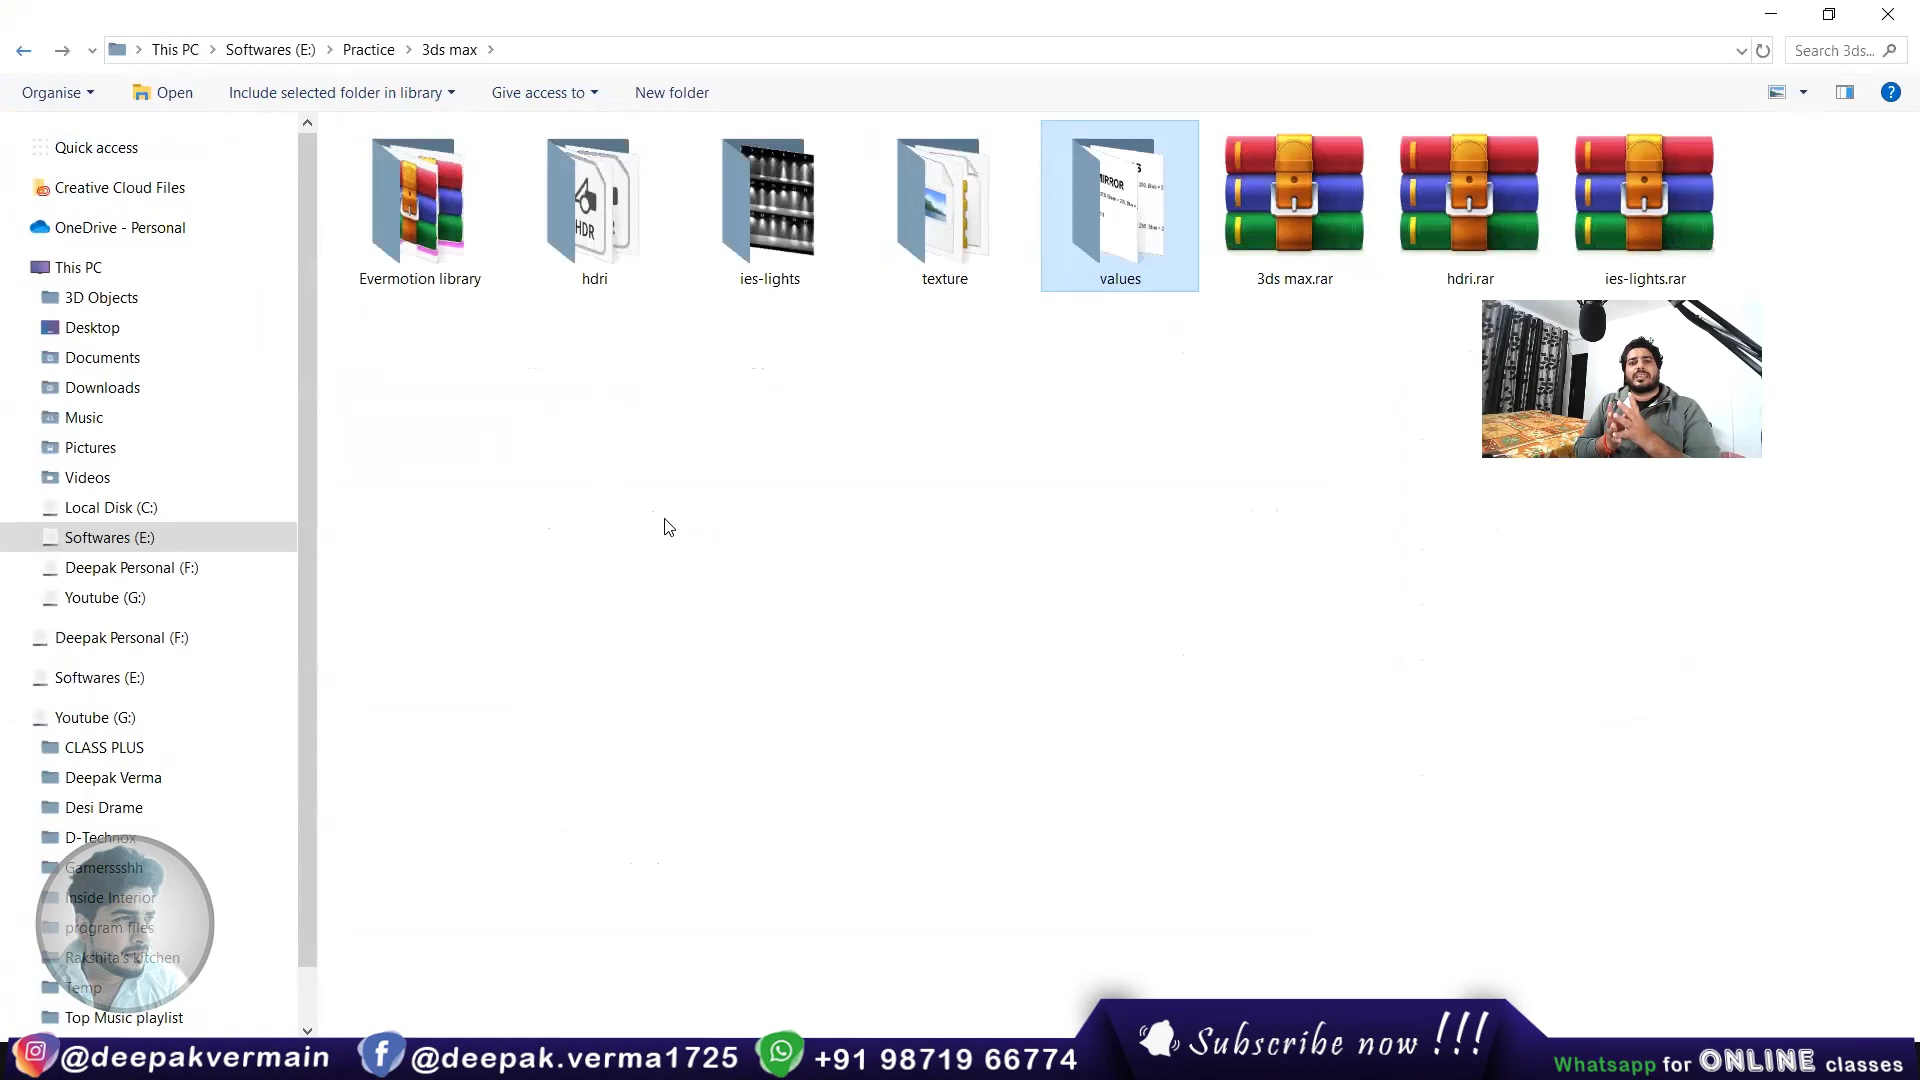 This PC > Softwares (E:) > Practice > 3ds max >
Search 3ds...
Organise
Open
Include selected folder in library
Give access to
New folder
Quick access
Creative Cloud Files
OneDrive - Personal
This PC
3D Objects
Desktop
Documents
Downloads
Music
Pictures
Videos
Local Disk (C:)
Softwares (E:)
Deepak Personal (F:)
Youtube (G:)
Deepak Personal (F:)
Softwares (E:)
Youtube (G:)
CLASS PLUS
Deepak Verma
Desi Drame
D-Technox
Gamerssshh
Inside Interior
program files
Rakshita's kitchen
Temp
Top Music playlist
HDR
MIRROR
Evermotion library
hdri
ies-lights
texture
values
3ds max.rar
hdri.rar
ies-lights.rar
@deepakvermain
@deepak.verma1725
+91 98719 66774
Subscribe now !!!
Whatsapp for ONLINE classes